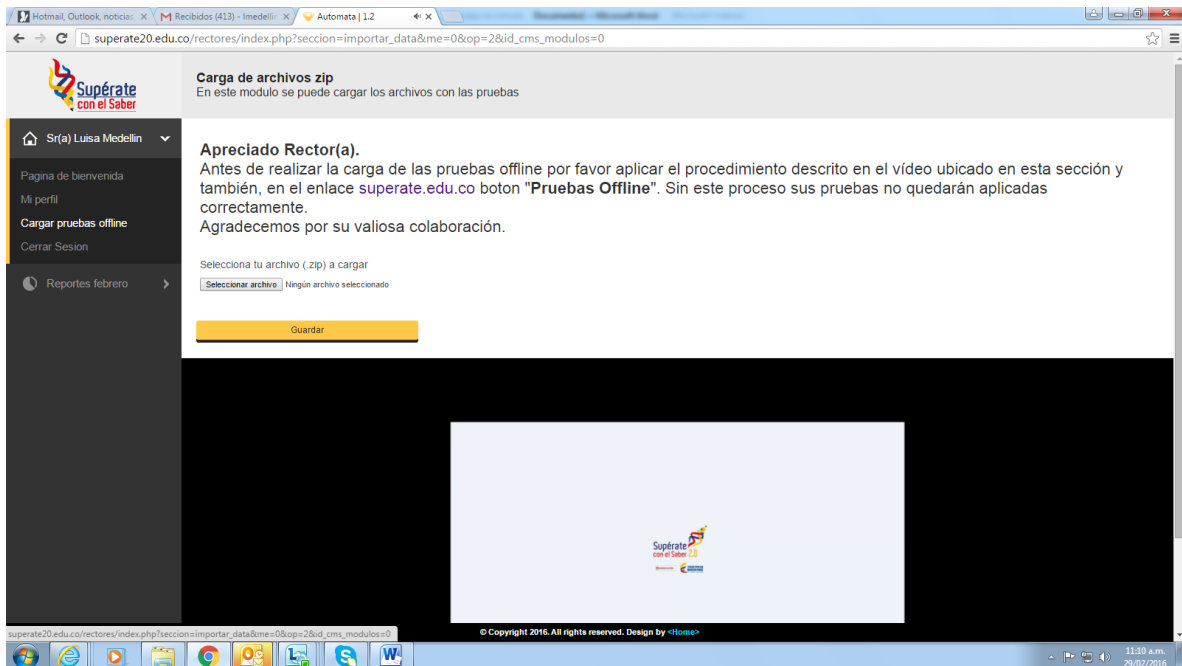 Hotmail, Outlook, noticias
Recibidos (413) - lmedellin
Automata | 1.2
superate20.edu.co/rectores/index.php?seccion=importar_data&me=0&op=2&id_cms_modulos=0
Supérate
con el Saber
Carga de archivos zip
En este modulo se puede cargar los archivos con las pruebas
Sr(a) Luisa Medellin
Pagina de bienvenida
Mi perfil
Cargar pruebas offline
Cerrar Sesion
Reportes febrero
Apreciado Rector(a).
Antes de realizar la carga de las pruebas offline por favor aplicar el procedimiento descrito en el vídeo ubicado en esta sección y
también, en el enlace superate.edu.co boton "Pruebas Offline". Sin este proceso sus pruebas no quedarán aplicadas
correctamente.
Agradecemos por su valiosa colaboración.
Selecciona tu archivo (.zip) a cargar
Seleccionar archivo Ningún archivo seleccionado
Guardar
Supérate
con el Saber 2.0
superate20.edu.co/rectores/index.php?seccion=importar_data&me=0&op=2&id_cms_modulos=0
© Copyright 2016. All rights reserved. Design by <Home>
11:10 a.m.
29/02/2016